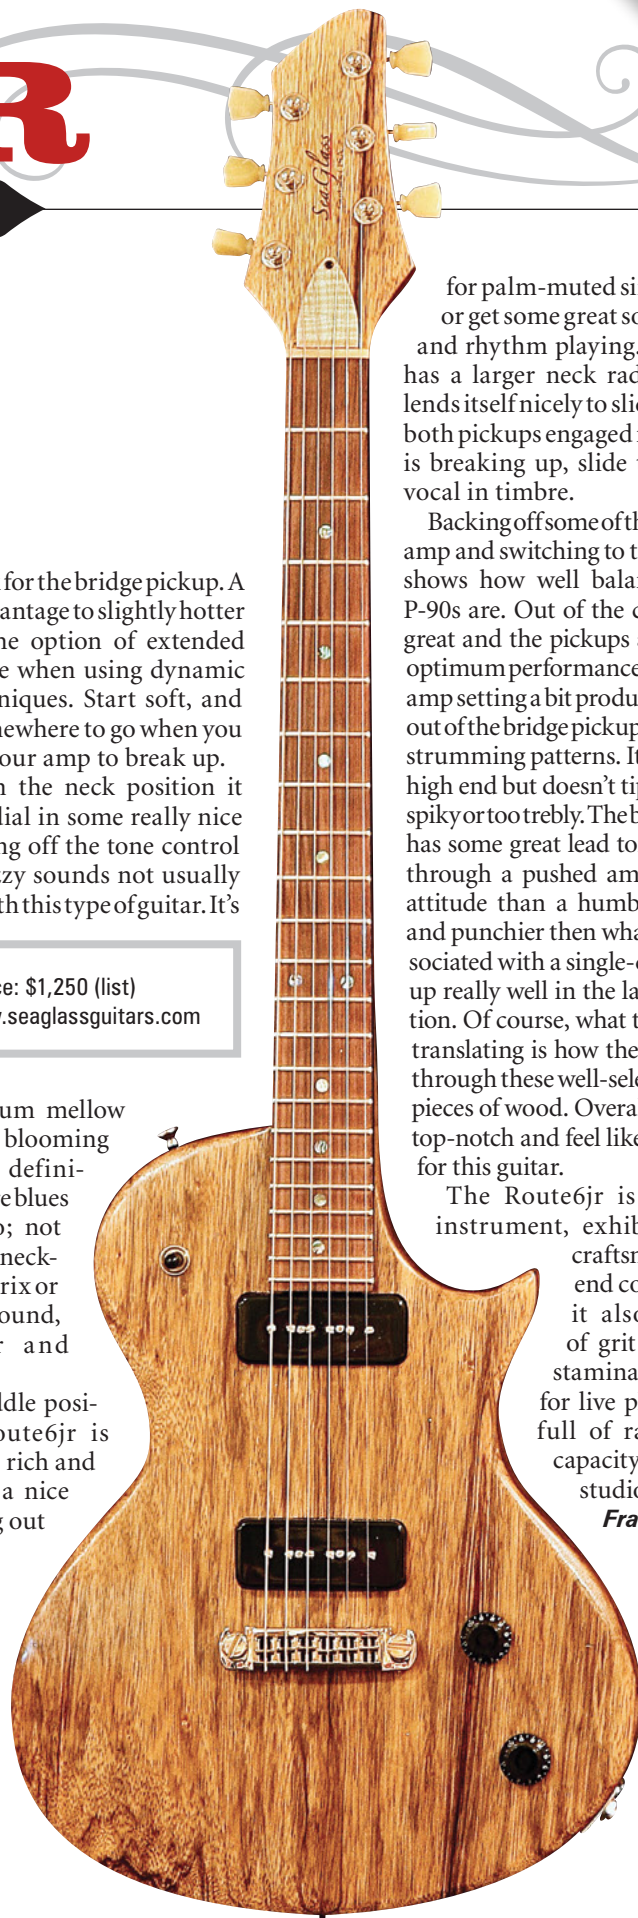 R
SeaGlass
for the bridge pickup. A
antage to slightly hotter
ne option of extended
e when using dynamic
niques. Start soft, and
newhere to go when you
our amp to break up.
n the neck position it
dial in some really nice
ng off the tone control
zzy sounds not usually
th this type of guitar. It's
ce: $1,250 (list)
w.seaglassguitars.com
um mellow
blooming
defini-
re blues
o; not
neck-
rix or
ound,
r and
ddle posi-
oute6jr is
rich and
a nice
g out
for palm-muted si
or get some great so
and rhythm playing.
has a larger neck rad
lends itself nicely to slid
both pickups engaged
is breaking up, slide
vocal in timbre.
Backing off some of th
amp and switching to t
shows how well bala
P-90s are. Out of the c
great and the pickups
optimum performance
amp setting a bit produ
out of the bridge pickup
strumming patterns. It
high end but doesn't tip
spiky or too trebly. The b
has some great lead to
through a pushed am
attitude than a humb
and punchier then wha
sociated with a single-c
up really well in the la
tion. Of course, what t
translating is how the
through these well-sele
pieces of wood. Overa
top-notch and feel like
for this guitar.
The Route6jr is
instrument, exhib
craftsm
end co
it also
of grit
stamina
for live p
full of ra
capacity
studio
Fra